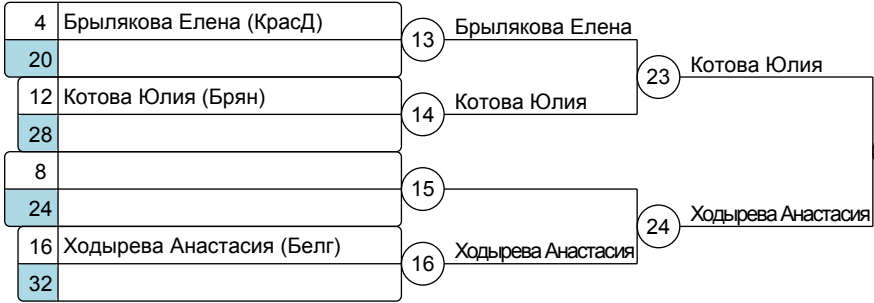 4 Брылякова Елена (КрасД)
20
12 Котова Юлия (Брян)
28
8
24
16 Ходырева Анастасия (Белг)
32
13 Брылякова Елена
14 Котова Юлия
15
16 Ходырева Анастасия
23 Котова Юлия
24 Ходырева Анастасия